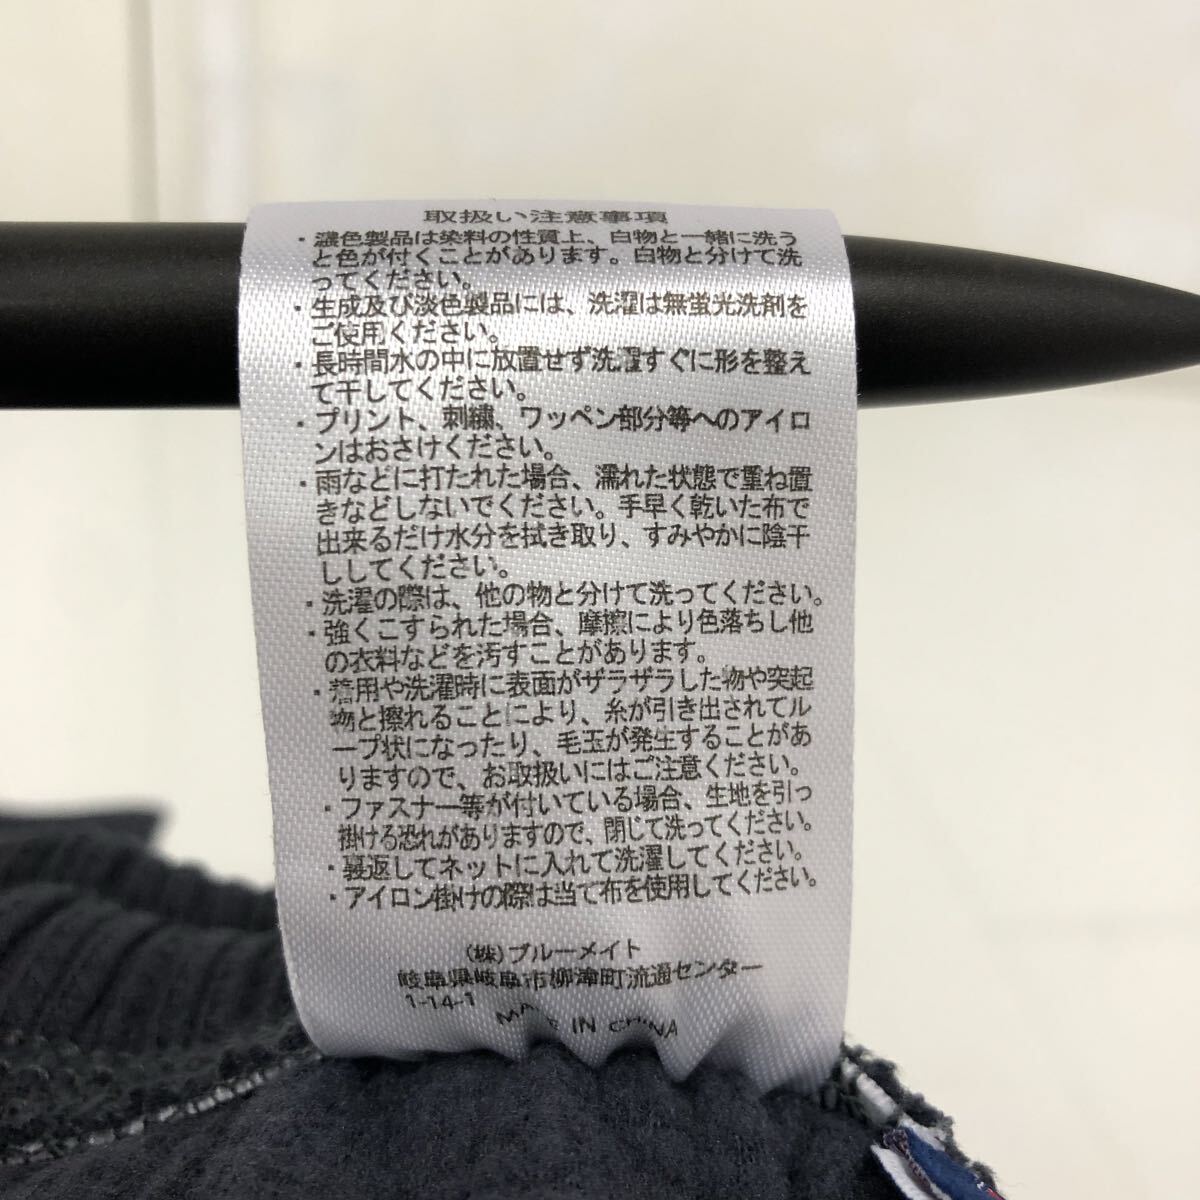 取扱い注意事項
・濃色製品は染料の性質上、白物と一緒に洗う
と色が付くことがあります。白物と分けて洗
ってください。
・生成及び淡色製品には、洗濯は無蛍光洗剤を
ご使用ください。
・長時間水の中に放置せず洗濯すぐに形を整え
て干してください。
・プリント、刺繍、ワッペン部分等へのアイロ
ンはおさけください。
・雨などに打たれた場合、濡れた状態で重ね置
きなどしないでください。手早く乾いた布で
出来るだけ水分を拭き取り、すみやかに陰干
ししてください。
・洗濯の際は、他の物と分けて洗ってください。
・強くこすられた場合、摩擦により色落ちし他
の衣料などを汚すことがあります。
・着用や洗濯時に表面がザラザラした物や突起
物と擦れることにより、糸が引き出されてル
ープ状になったり、毛玉が発生することがあ
りますので、お取扱いにはご注意ください。
・ファスナー等が付いている場合、生地を引っ
掛ける恐れがありますので、閉じて洗ってください。
・裏返してネットに入れて洗濯してください。
・アイロン掛けの際は当て布を使用してください。
(株)ブルーメイト
岐阜県岐阜市柳津町流通センター
1-14-1
MADE IN CHINA